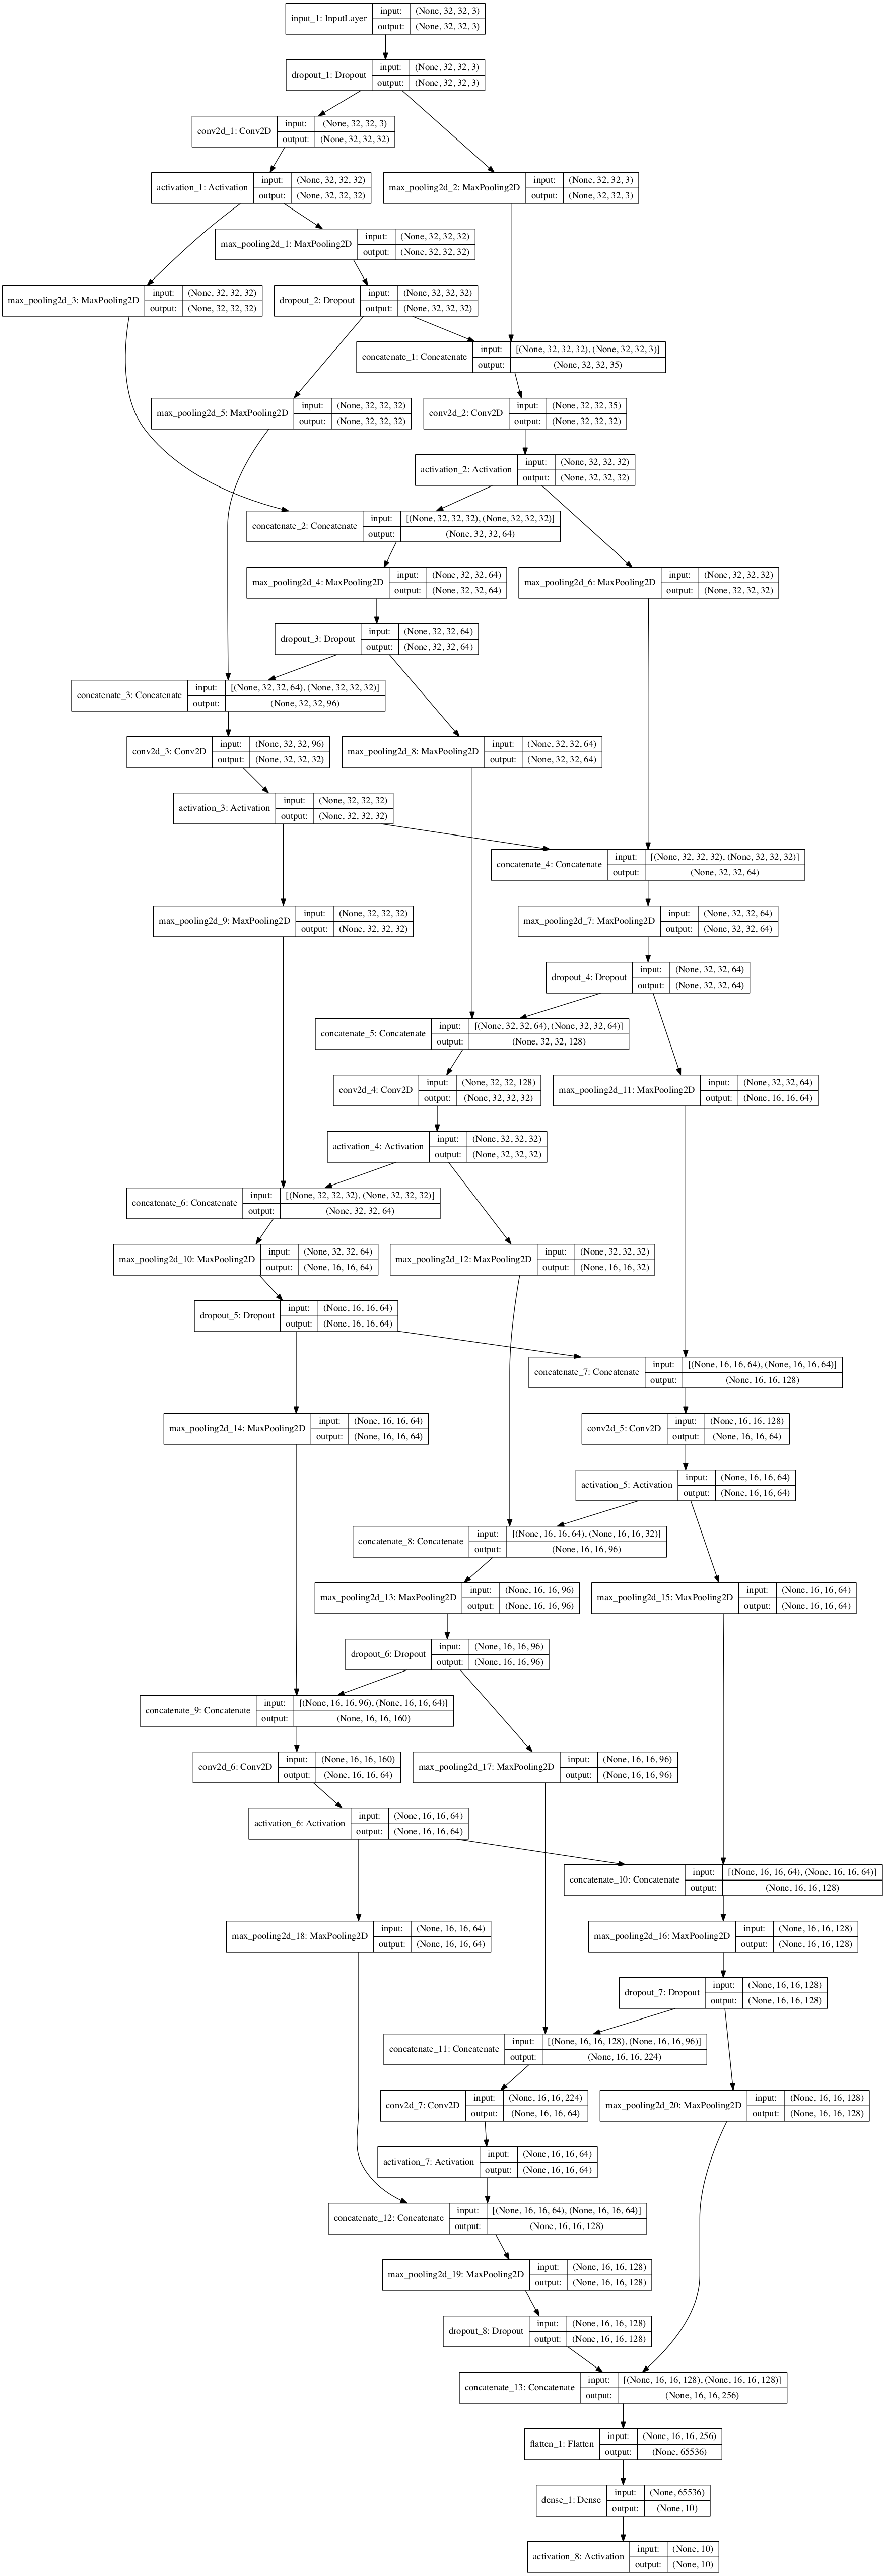 input_1: InputLayer
input: (None, 32, 32, 3)
output: (None, 32, 32, 3)
dropout_1: Dropout
input: (None, 32, 32, 3)
output: (None, 32, 32, 3)
conv2d_1: Conv2D
input: (None, 32, 32, 3)
output: (None, 32, 32, 32)
activation_1: Activation
input: (None, 32, 32, 32)
output: (None, 32, 32, 32)
max_pooling2d_2: MaxPooling2D
input: (None, 32, 32, 3)
output: (None, 32, 32, 3)
max_pooling2d_1: MaxPooling2D
input: (None, 32, 32, 32)
output: (None, 32, 32, 32)
max_pooling2d_3: MaxPooling2D
input: (None, 32, 32, 32)
output: (None, 32, 32, 32)
dropout_2: Dropout
input: (None, 32, 32, 32)
output: (None, 32, 32, 32)
concatenate_1: Concatenate
input: [(None, 32, 32, 32), (None, 32, 32, 3)]
output: (None, 32, 32, 35)
max_pooling2d_5: MaxPooling2D
input: (None, 32, 32, 32)
output: (None, 32, 32, 32)
conv2d_2: Conv2D
input: (None, 32, 32, 35)
output: (None, 32, 32, 32)
activation_2: Activation
input: (None, 32, 32, 32)
output: (None, 32, 32, 32)
concatenate_2: Concatenate
input: [(None, 32, 32, 32), (None, 32, 32, 32)]
output: (None, 32, 32, 64)
max_pooling2d_4: MaxPooling2D
input: (None, 32, 32, 64)
output: (None, 32, 32, 64)
max_pooling2d_6: MaxPooling2D
input: (None, 32, 32, 32)
output: (None, 32, 32, 32)
dropout_3: Dropout
input: (None, 32, 32, 64)
output: (None, 32, 32, 64)
concatenate_3: Concatenate
input: [(None, 32, 32, 64), (None, 32, 32, 32)]
output: (None, 32, 32, 96)
conv2d_3: Conv2D
input: (None, 32, 32, 96)
output: (None, 32, 32, 32)
max_pooling2d_8: MaxPooling2D
input: (None, 32, 32, 64)
output: (None, 32, 32, 64)
activation_3: Activation
input: (None, 32, 32, 32)
output: (None, 32, 32, 32)
concatenate_4: Concatenate
input: [(None, 32, 32, 32), (None, 32, 32, 32)]
output: (None, 32, 32, 64)
max_pooling2d_9: MaxPooling2D
input: (None, 32, 32, 32)
output: (None, 32, 32, 32)
max_pooling2d_7: MaxPooling2D
input: (None, 32, 32, 64)
output: (None, 32, 32, 64)
dropout_4: Dropout
input: (None, 32, 32, 64)
output: (None, 32, 32, 64)
concatenate_5: Concatenate
input: [(None, 32, 32, 64), (None, 32, 32, 64)]
output: (None, 32, 32, 128)
conv2d_4: Conv2D
input: (None, 32, 32, 128)
output: (None, 32, 32, 32)
max_pooling2d_11: MaxPooling2D
input: (None, 32, 32, 64)
output: (None, 16, 16, 64)
activation_4: Activation
input: (None, 32, 32, 32)
output: (None, 32, 32, 32)
concatenate_6: Concatenate
input: [(None, 32, 32, 32), (None, 32, 32, 32)]
output: (None, 32, 32, 64)
max_pooling2d_10: MaxPooling2D
input: (None, 32, 32, 64)
output: (None, 16, 16, 64)
max_pooling2d_12: MaxPooling2D
input: (None, 32, 32, 32)
output: (None, 16, 16, 32)
dropout_5: Dropout
input: (None, 16, 16, 64)
output: (None, 16, 16, 64)
concatenate_7: Concatenate
input: [(None, 16, 16, 64), (None, 16, 16, 64)]
output: (None, 16, 16, 128)
max_pooling2d_14: MaxPooling2D
input: (None, 16, 16, 64)
output: (None, 16, 16, 64)
conv2d_5: Conv2D
input: (None, 16, 16, 128)
output: (None, 16, 16, 64)
activation_5: Activation
input: (None, 16, 16, 64)
output: (None, 16, 16, 64)
concatenate_8: Concatenate
input: [(None, 16, 16, 64), (None, 16, 16, 32)]
output: (None, 16, 16, 96)
max_pooling2d_13: MaxPooling2D
input: (None, 16, 16, 96)
output: (None, 16, 16, 96)
max_pooling2d_15: MaxPooling2D
input: (None, 16, 16, 64)
output: (None, 16, 16, 64)
dropout_6: Dropout
input: (None, 16, 16, 96)
output: (None, 16, 16, 96)
concatenate_9: Concatenate
input: [(None, 16, 16, 96), (None, 16, 16, 64)]
output: (None, 16, 16, 160)
conv2d_6: Conv2D
input: (None, 16, 16, 160)
output: (None, 16, 16, 64)
max_pooling2d_17: MaxPooling2D
input: (None, 16, 16, 96)
output: (None, 16, 16, 96)
activation_6: Activation
input: (None, 16, 16, 64)
output: (None, 16, 16, 64)
concatenate_10: Concatenate
input: [(None, 16, 16, 64), (None, 16, 16, 64)]
output: (None, 16, 16, 128)
max_pooling2d_18: MaxPooling2D
input: (None, 16, 16, 64)
output: (None, 16, 16, 64)
max_pooling2d_16: MaxPooling2D
input: (None, 16, 16, 128)
output: (None, 16, 16, 128)
dropout_7: Dropout
input: (None, 16, 16, 128)
output: (None, 16, 16, 128)
concatenate_11: Concatenate
input: [(None, 16, 16, 128), (None, 16, 16, 96)]
output: (None, 16, 16, 224)
conv2d_7: Conv2D
input: (None, 16, 16, 224)
output: (None, 16, 16, 64)
max_pooling2d_20: MaxPooling2D
input: (None, 16, 16, 128)
output: (None, 16, 16, 128)
activation_7: Activation
input: (None, 16, 16, 64)
output: (None, 16, 16, 64)
concatenate_12: Concatenate
input: [(None, 16, 16, 64), (None, 16, 16, 64)]
output: (None, 16, 16, 128)
max_pooling2d_19: MaxPooling2D
input: (None, 16, 16, 128)
output: (None, 16, 16, 128)
dropout_8: Dropout
input: (None, 16, 16, 128)
output: (None, 16, 16, 128)
concatenate_13: Concatenate
input: [(None, 16, 16, 128), (None, 16, 16, 128)]
output: (None, 16, 16, 256)
flatten_1: Flatten
input: (None, 16, 16, 256)
output: (None, 65536)
dense_1: Dense
input: (None, 65536)
output: (None, 10)
activation_8: Activation
input: (None, 10)
output: (None, 10)